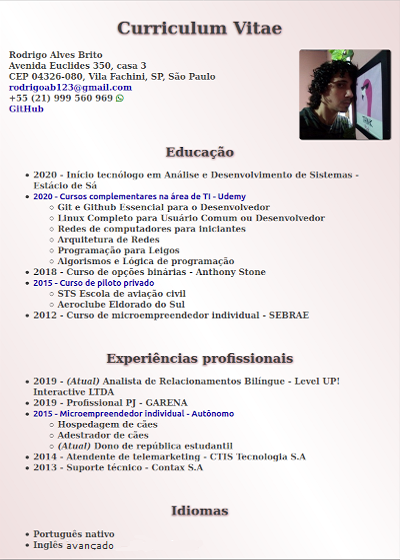 Curriculum Vitae
Rodrigo Alves Brito
Avenida Euclides 350, casa 3
CEP 04326-080, Vila Fachini, SP, São Paulo
rodrigoab123@gmail.com
+55 (21) 999 560 969
GitHub
Educação
2020 - Início tecnólogo em Análise e Desenvolvimento de Sistemas -
Estácio de Sá
2020 - Cursos complementares na área de TI - Udemy
Git e Github Essencial para o Desenvolvedor
Linux Completo para Usuário Comum ou Desenvolvedor
Redes de computadores para iniciantes
Arquitetura de Redes
Programação para Leigos
Algorismos e Lógica de programação
2018 - Curso de opções binárias - Anthony Stone
2015 - Curso de piloto privado
STS Escola de aviação civil
Aeroclube Eldorado do Sul
2012 - Curso de microempreendedor individual - SEBRAE
Experiências profissionais
2019 - (Atual) Analista de Relacionamentos Bilíngue - Level UP!
Interactive LTDA
2019 - Profissional PJ - GARENA
2015 - Microempreendedor individual - Autônomo
Hospedagem de cães
Adestrador de cães
(Atual) Dono de república estudantil
2014 - Atendente de telemarketing - CTIS Tecnologia S.A
2013 - Suporte técnico - Contax S.A
Idiomas
Português nativo
Inglês avançado